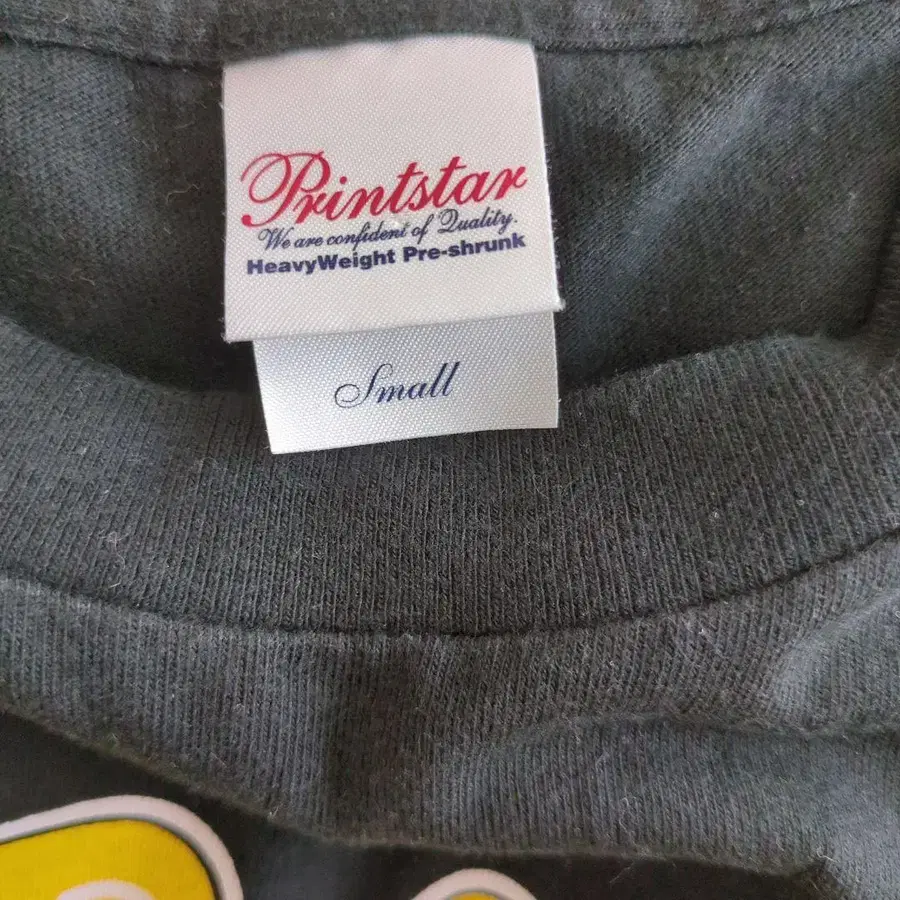 Printstar
We are confident of Quality.
HeavyWeight Pre-shrunk
Small